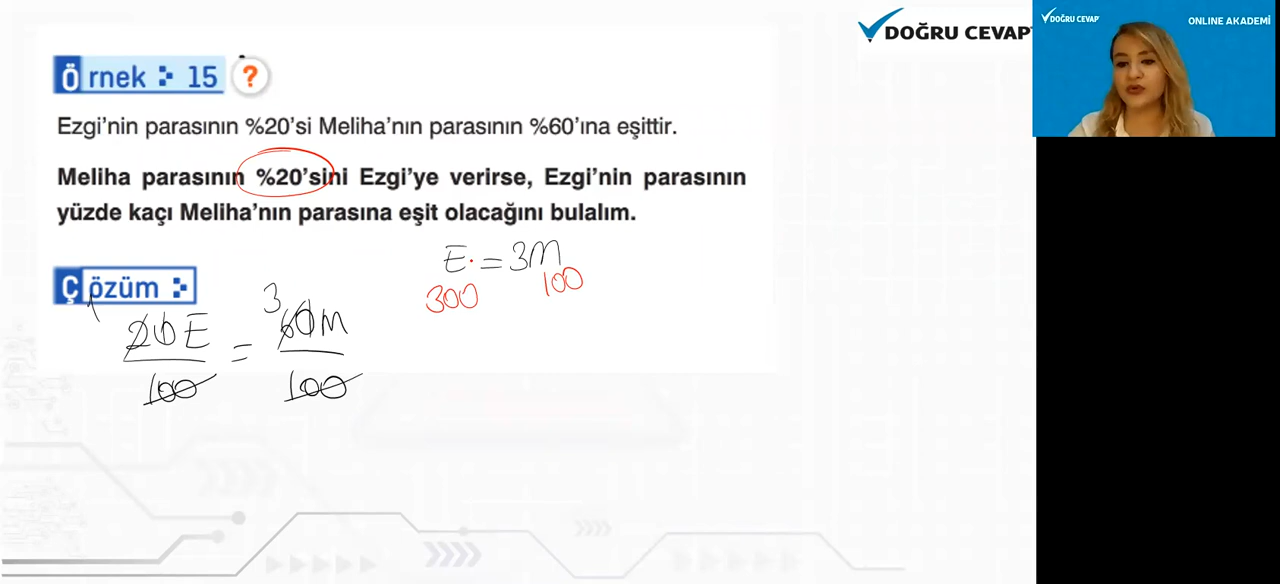 DOĞRU CEVAP
DOĞRU CEVAP
ONLINE AKADEMİ
Örnek 15 ?
Ezgi'nin parasının %20'si Meliha'nın parasının %60'ına eşittir.
Meliha parasının %20'sini Ezgi'ye verirse, Ezgi'nin parasının
yüzde kaçı Meliha'nın parasına eşit olacağını bulalım.
E = 3M
300 100
Çözüm
1 3
20E = 60M
100 100